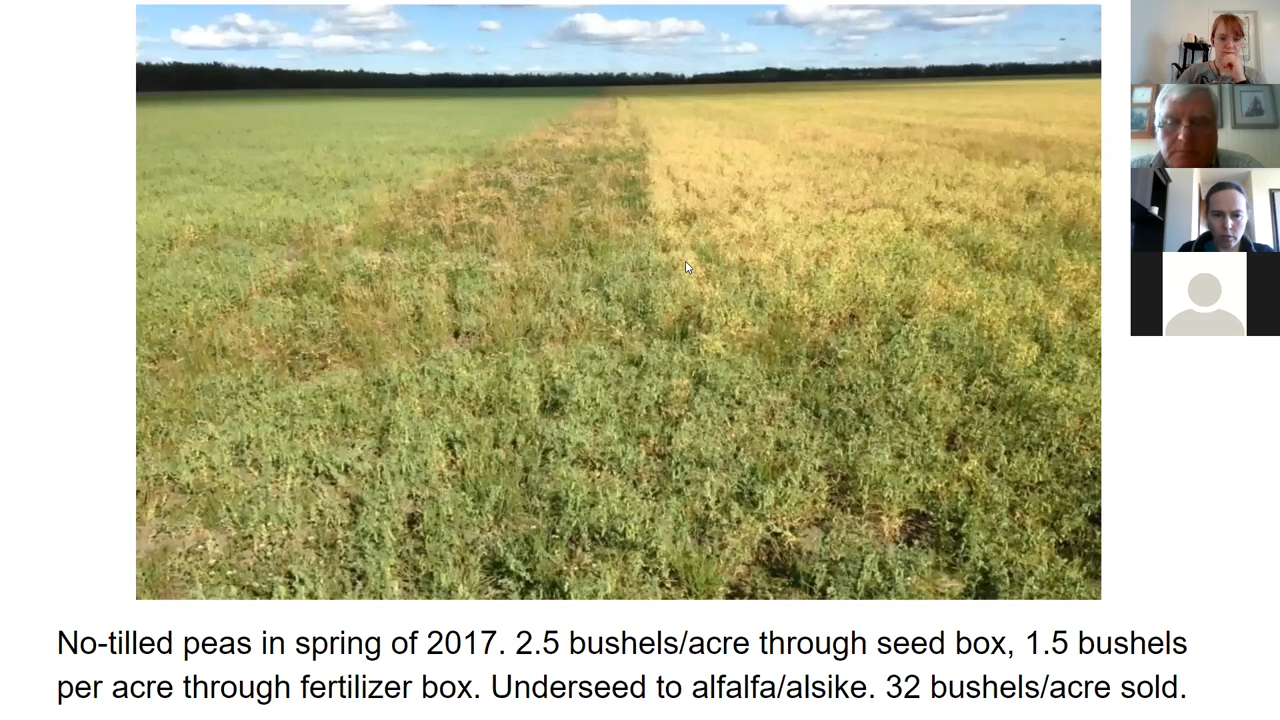 No-tilled peas in spring of 2017. 2.5 bushels/acre through seed box, 1.5 bushels
per acre through fertilizer box. Underseed to alfalfa/alsike. 32 bushels/acre sold.